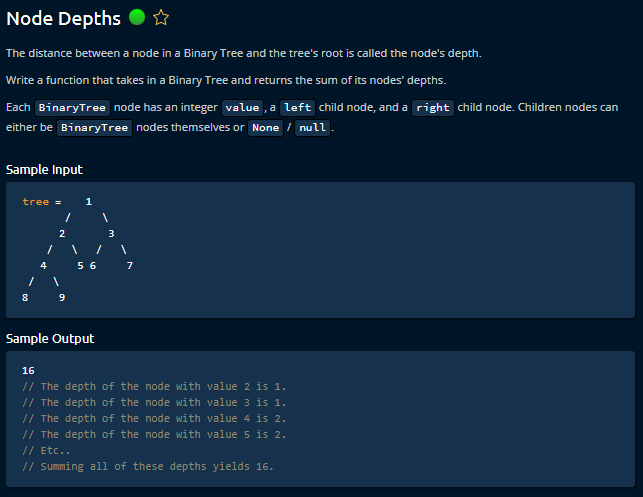 Node Depths
The distance between a node in a Binary Tree and the tree's root is called the node's depth.
Write a function that takes in a Binary Tree and returns the sum of its nodes' depths.
Each BinaryTree node has an integer value, a left child node, and a right child node. Children nodes can
either be BinaryTree nodes themselves or None / null.
Sample Input
tree =    1
       /     \
      2       3
    /   \   /   \
   4     5 6     7
 /   \
8     9
Sample Output
16
// The depth of the node with value 2 is 1.
// The depth of the node with value 3 is 1.
// The depth of the node with value 4 is 2.
// The depth of the node with value 5 is 2.
// Etc..
// Summing all of these depths yields 16.